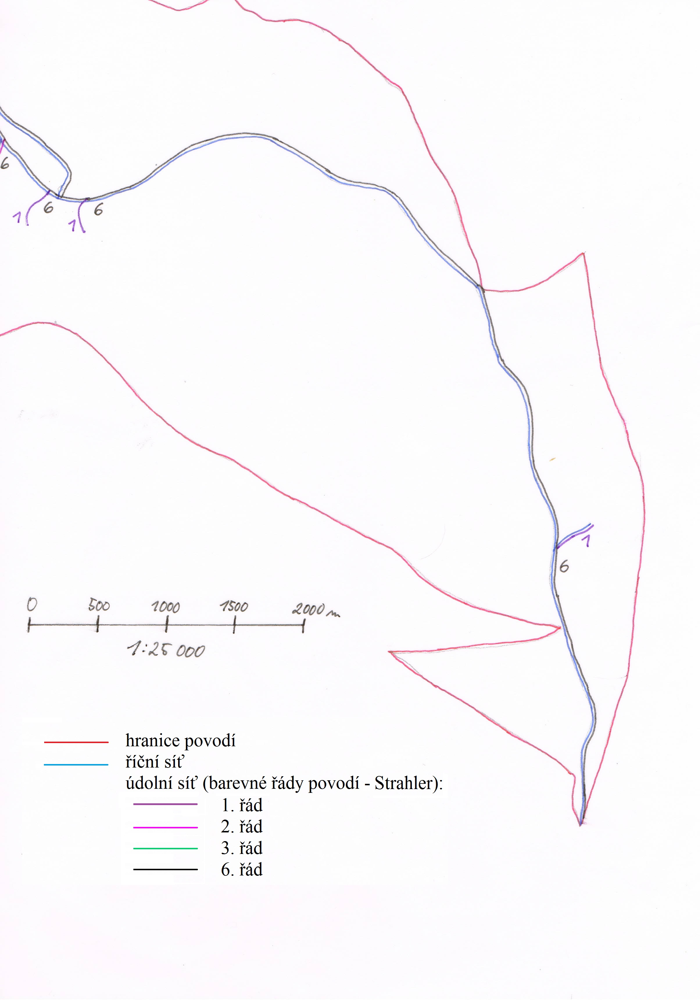 6
1
6
1
6
1
6
0 500 1000 1500 2000 m
1:25 000
hranice povodí
říční síť
údolní síť (barevné řády povodí - Strahler):
1. řád
2. řád
3. řád
6. řád